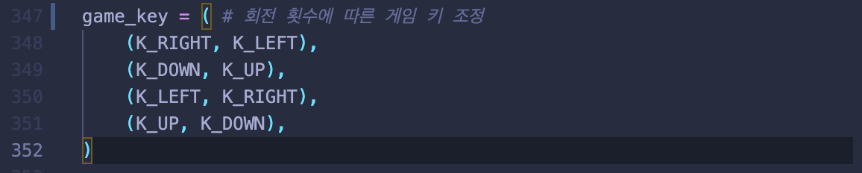 347 game_key = ( # 회전 횟수에 따른 게임 키 조정
348 (K_RIGHT, K_LEFT),
349 (K_DOWN, K_UP),
350 (K_LEFT, K_RIGHT),
351 (K_UP, K_DOWN),
352 )